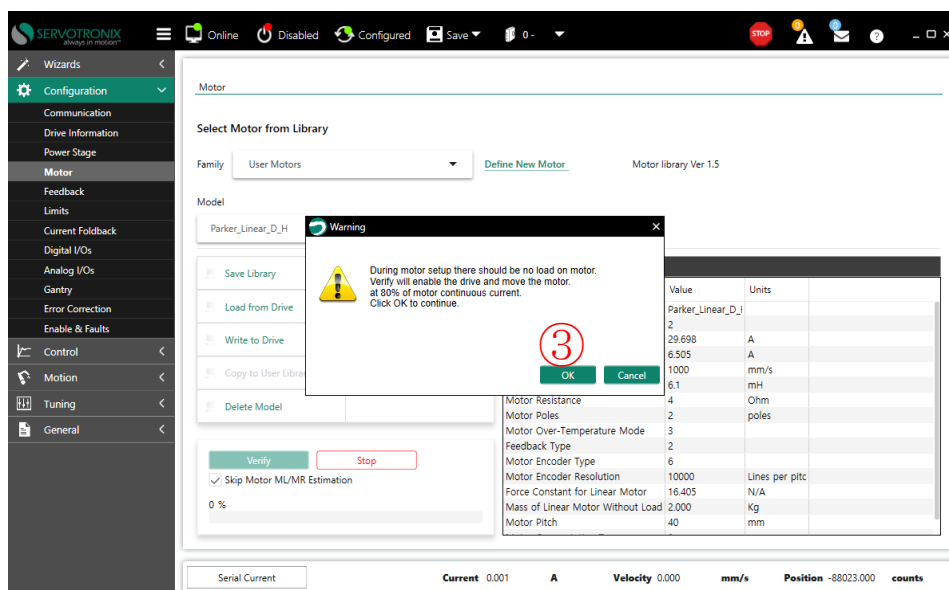 SERVOTRONIX
always in motion™
Online
Disabled
Configured
Save
0 -
STOP
0
0
?
Wizards
Configuration
Communication
Drive Information
Power Stage
Motor
Feedback
Limits
Current Foldback
Digital I/Os
Analog I/Os
Gantry
Error Correction
Enable & Faults
Control
Motion
Tuning
General
Motor
Select Motor from Library
Family User Motors Define New Motor Motor library Ver 1.5
Model
Parker_Linear_D_H
Save Library
Load from Drive
Write to Drive
Copy to User
Delete Model
Verify Stop
Skip Motor ML/MR Estimation
0 %
Warning
During motor setup there should be no load on motor.
Verify will enable the drive and move the motor.
at 80% of motor continuous current.
Click OK to continue.
③
OK Cancel
Value Units
Parker_Linear_D_
2
29.698 A
6.505 A
1000 mm/s
6.1 mH
Motor Resistance 4 Ohm
Motor Poles 2 poles
Motor Over-Temperature Mode 3
Feedback Type 2
Motor Encoder Type 6
Motor Encoder Resolution 10000 Lines per pitc
Force Constant for Linear Motor 16.405 N/A
Mass of Linear Motor Without Load 2.000 Kg
Motor Pitch 40 mm
Serial Current Current 0.001 A Velocity 0.000 mm/s Position -88023.000 counts